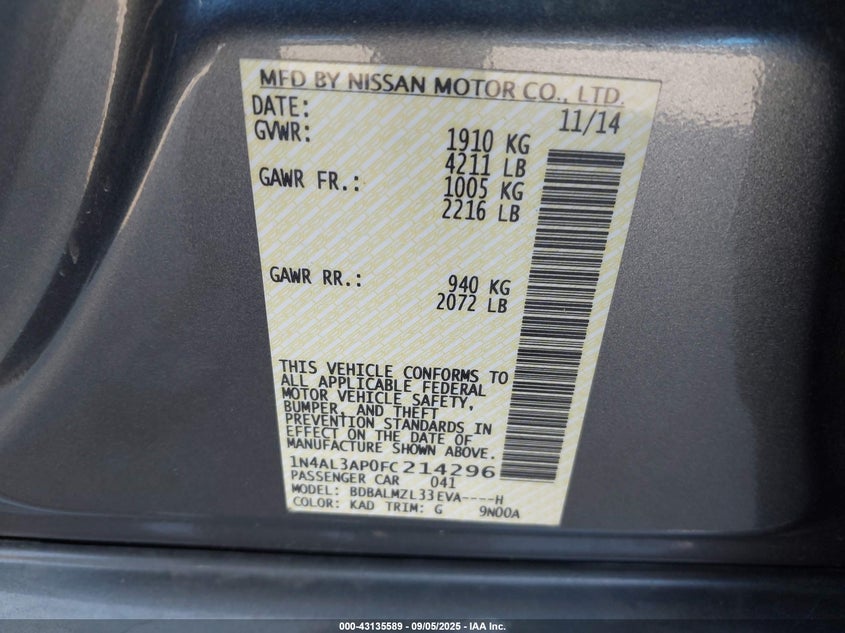 MFD BY NISSAN MOTOR CO., LTD.
DATE: 11/14
GVWR: 1910 KG
4211 LB
GAWR FR.: 1005 KG
2216 LB
GAWR RR.: 940 KG
2072 LB
THIS VEHICLE CONFORMS TO
ALL APPLICABLE FEDERAL
MOTOR VEHICLE SAFETY,
BUMPER, AND THEFT
PREVENTION STANDARDS IN
EFFECT ON THE DATE OF
MANUFACTURE SHOWN ABOVE.
1N4AL3AP0FC214296
PASSENGER CAR 041
MODEL: BDBALMZL33EVA----H
COLOR: KAD TRIM: G 9N00A
000-43135589 - 09/05/2025 - IAA Inc.